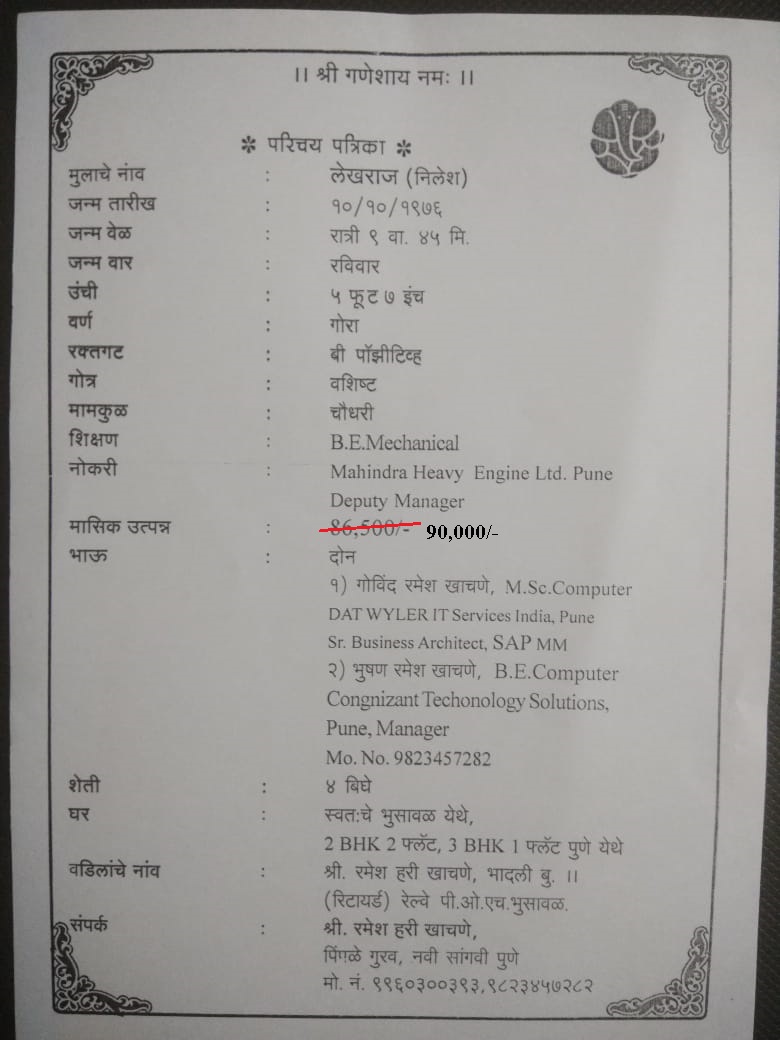 ।। श्री गणेशाय नमः ।।
✻ परिचय पत्रिका ✻
मुलाचे नांव : लेखराज (निलेश)
जन्म तारीख : १०/१०/१९७६
जन्म वेळ : रात्री ९ वा. ४५ मि.
जन्म वार : रविवार
उंची : ५ फूट ७ इंच
वर्ण : गोरा
रक्तगट : बी पॉझीटिव्ह
गोत्र : वशिष्ट
मामकुळ : चौधरी
शिक्षण : B.E.Mechanical
नोकरी : Mahindra Heavy Engine Ltd. Pune
Deputy Manager
मासिक उत्पन्न : 86,500/- 90,000/-
भाऊ : दोन
१) गोविंद रमेश खाचणे, M.Sc.Computer
DAT WYLER IT Services India, Pune
Sr. Business Architect, SAP MM
२) भुषण रमेश खाचणे, B.E.Computer
Congnizant Techonology Solutions,
Pune, Manager
Mo. No. 9823457282
शेती : ४ बिघे
घर : स्वत:चे भुसावळ येथे,
2 BHK 2 फ्लॅट, 3 BHK 1 फ्लॅट पुणे येथे
वडिलांचे नांव : श्री. रमेश हरी खाचणे, भादली बु. ।।
(रिटायर्ड) रेल्वे पी.ओ.एच.भुसावळ.
संपर्क : श्री. रमेश हरी खाचणे,
पिंपळे गुरव, नवी सांगवी पुणे
मो. नं. ९९६०३००३९३,९८२३४५७२८२